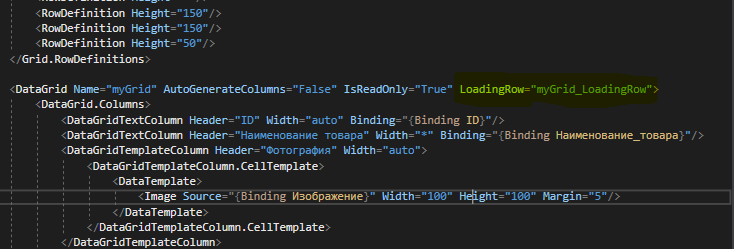 <RowDefinition Height="150"/>
<RowDefinition Height="150"/>
<RowDefinition Height="50"/>
</Grid.RowDefinitions>
<DataGrid Name="myGrid" AutoGenerateColumns="False" IsReadOnly="True" LoadingRow="myGrid_LoadingRow">
<DataGrid.Columns>
<DataGridTextColumn Header="ID" Width="auto" Binding="{Binding ID}"/>
<DataGridTextColumn Header="Наименование товара" Width="*" Binding="{Binding Наименование_товара}"/>
<DataGridTemplateColumn Header="Фотография" Width="auto">
<DataGridTemplateColumn.CellTemplate>
<DataTemplate>
<Image Source="{Binding Изображение}" Width="100" Height="100" Margin="5"/>
</DataTemplate>
</DataGridTemplateColumn.CellTemplate>
</DataGridTemplateColumn>